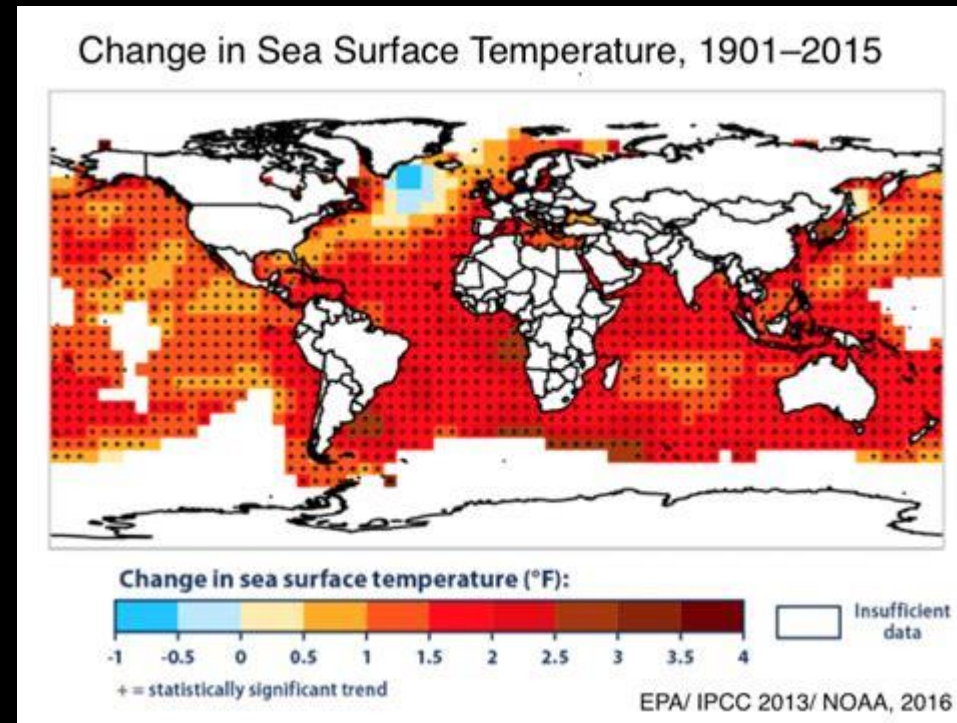 Change in Sea Surface Temperature, 1901–2015
Change in sea surface temperature (°F):
-1 -0.5 0 0.5 1 1.5 2 2.5 3 3.5 4
Insufficient
data
+ = statistically significant trend
EPA/ IPCC 2013/ NOAA, 2016